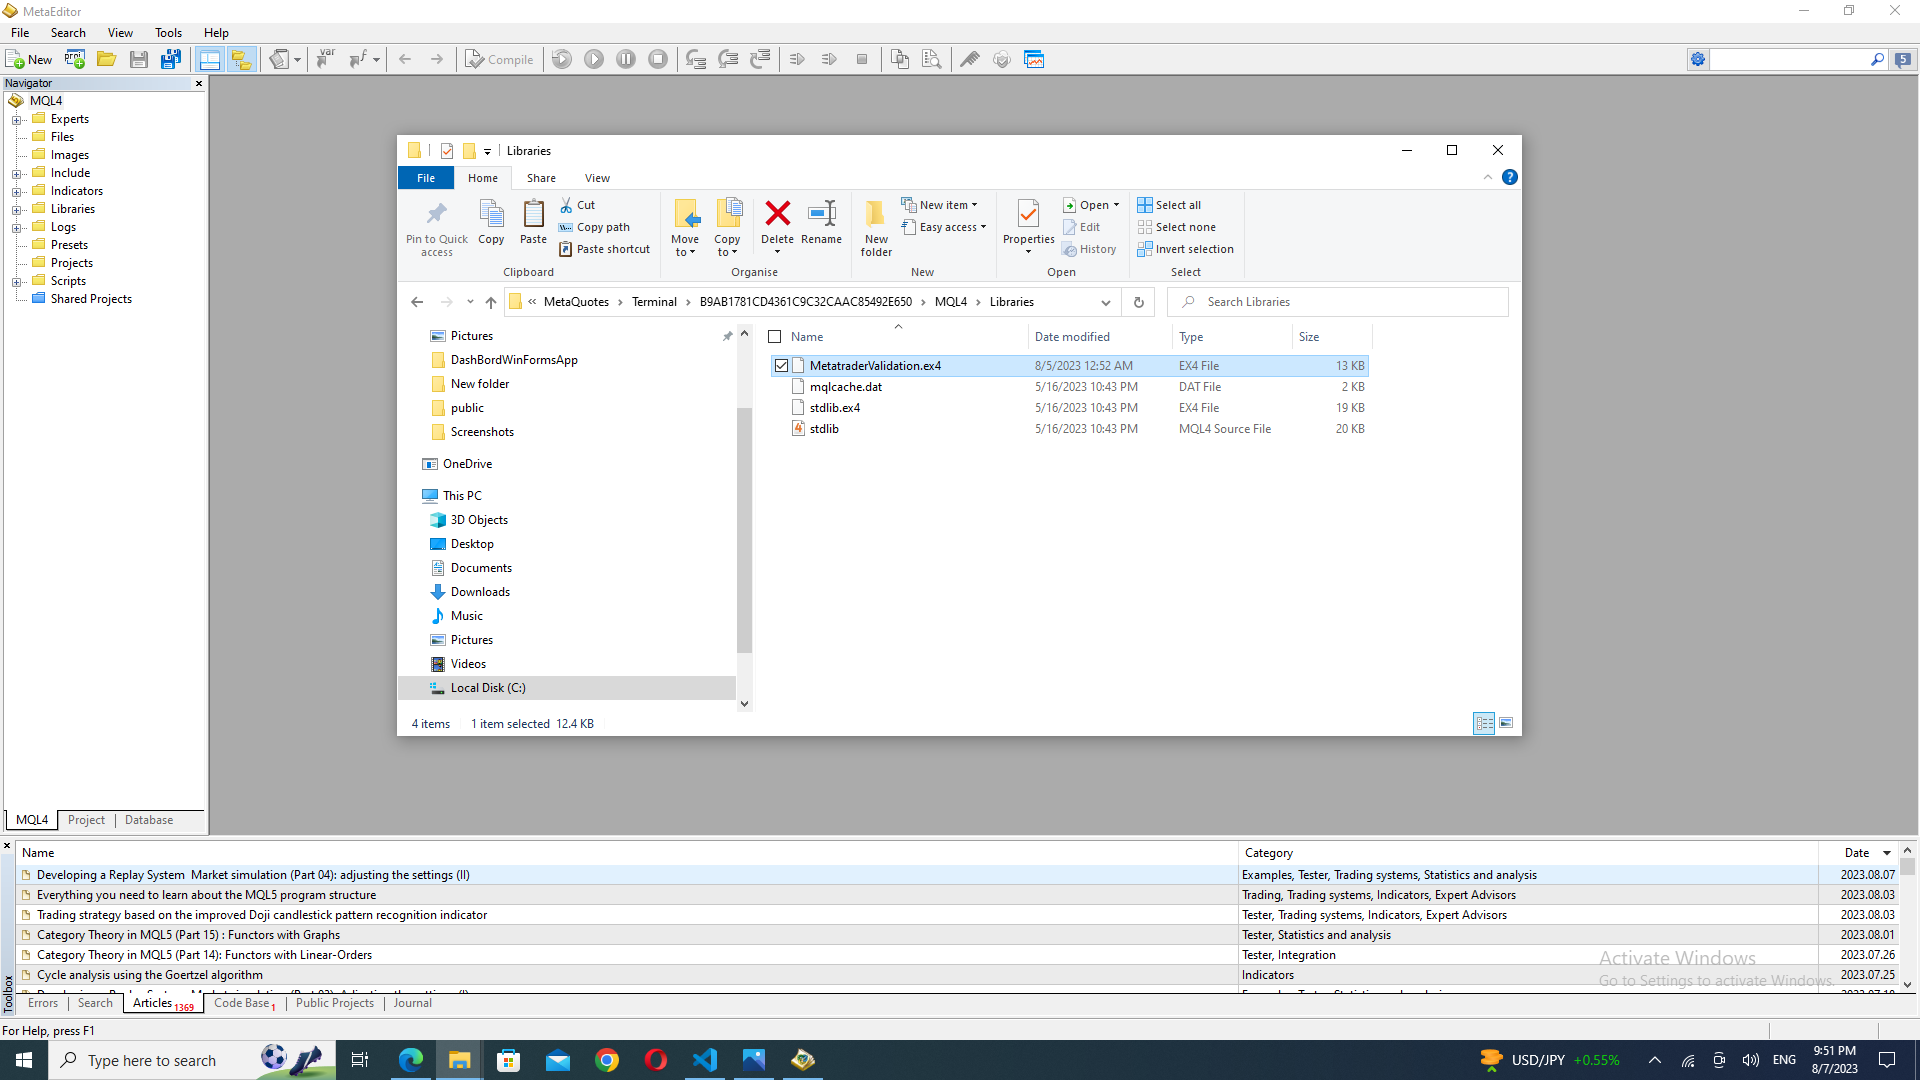 MetaEditor
File Search View Tools Help
New Compile 5
Navigator
MQL4
Experts
Files
Images
Include
Indicators
Libraries
Logs
Presets
Projects
Scripts
Shared Projects
MQL4 Project Database
Libraries
File Home Share View
Pin to Quick access
Copy
Paste
Cut
Copy path
Paste shortcut
Clipboard
Move to
Copy to
Delete
Rename
Organise
New folder
New item
Easy access
New
Properties
Open
Edit
History
Open
Select all
Select none
Invert selection
Select
« MetaQuotes > Terminal > B9AB1781CD4361C9C32CAAC85492E650 > MQL4 > Libraries
Search Libraries
Pictures
DashBordWinFormsApp
New folder
public
Screenshots
OneDrive
This PC
3D Objects
Desktop
Documents
Downloads
Music
Pictures
Videos
Local Disk (C:)
Name Date modified Type Size
MetatraderValidation.ex4 8/5/2023 12:52 AM EX4 File 13 KB
mqlcache.dat 5/16/2023 10:43 PM DAT File 2 KB
stdlib.ex4 5/16/2023 10:43 PM EX4 File 19 KB
stdlib 5/16/2023 10:43 PM MQL4 Source File 20 KB
4 items 1 item selected 12.4 KB
Name Category Date
Developing a Replay System Market simulation (Part 04): adjusting the settings (II) Examples, Tester, Trading systems, Statistics and analysis 2023.08.07
Everything you need to learn about the MQL5 program structure Trading, Trading systems, Indicators, Expert Advisors 2023.08.03
Trading strategy based on the improved Doji candlestick pattern recognition indicator Tester, Trading systems, Indicators, Expert Advisors 2023.08.03
Category Theory in MQL5 (Part 15) : Functors with Graphs Tester, Statistics and analysis 2023.08.01
Category Theory in MQL5 (Part 14): Functors with Linear-Orders Tester, Integration 2023.07.26
Cycle analysis using the Goertzel algorithm Indicators 2023.07.25
Activate Windows
Go to Settings to activate Windows.
Toolbox
Errors Search Articles 1369 Code Base 1 Public Projects Journal
For Help, press F1
Type here to search
USD/JPY +0.55%
ENG
9:51 PM
8/7/2023